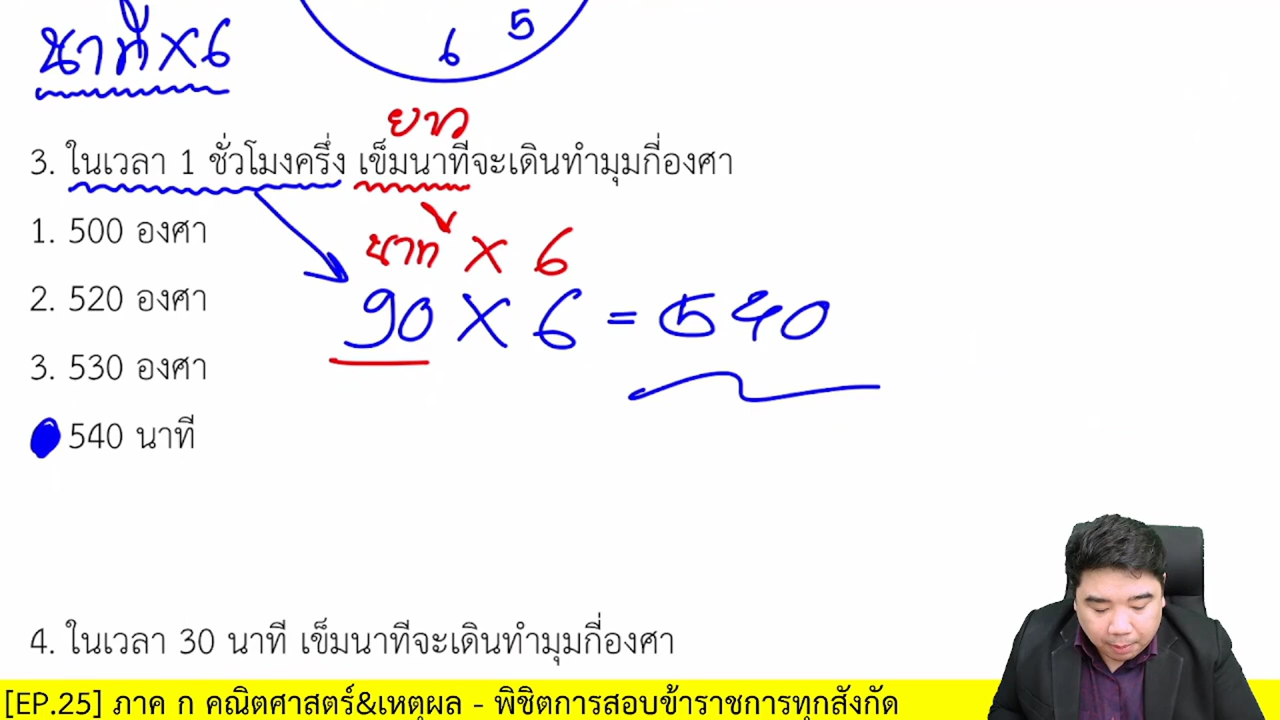 นาที x 6
6 5
ยาว
3. ในเวลา 1 ชั่วโมงครึ่ง เข็มนาทีจะเดินทำมุมกี่องศา
1. 500 องศา
นาที x 6
2. 520 องศา
90 x 6 = 540
3. 530 องศา
540 นาที
4. ในเวลา 30 นาที เข็มนาทีจะเดินทำมุมกี่องศา
[EP.25] ภาค ก คณิตศาสตร์&เหตุผล - พิชิตการสอบข้าราชการทุกสังกัด